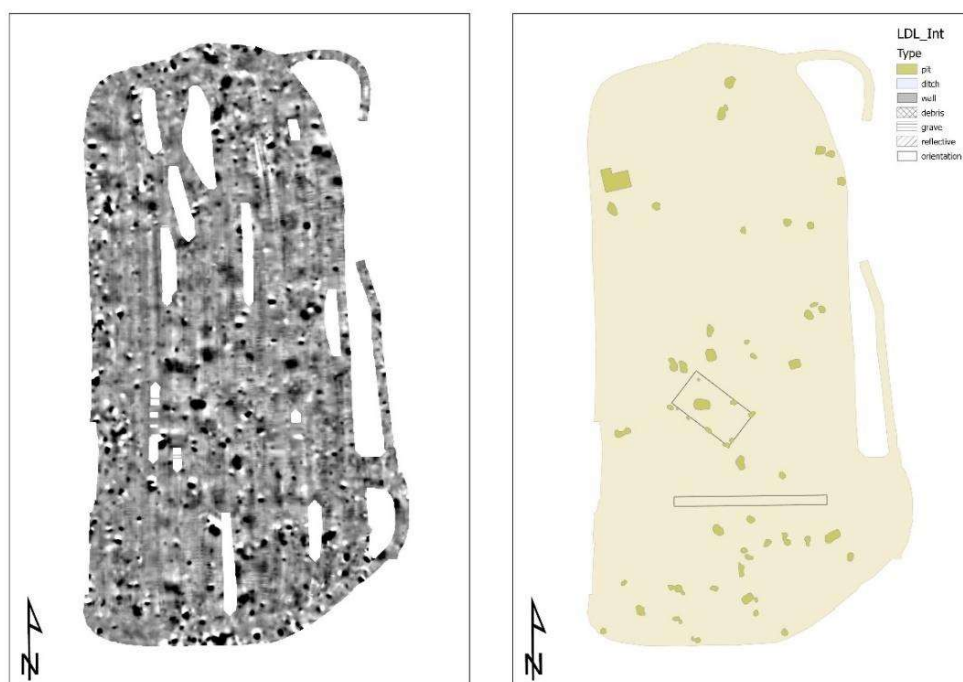 LDL_Int
Type
pit
ditch
wall
debris
grave
reflective
orientation
N
N